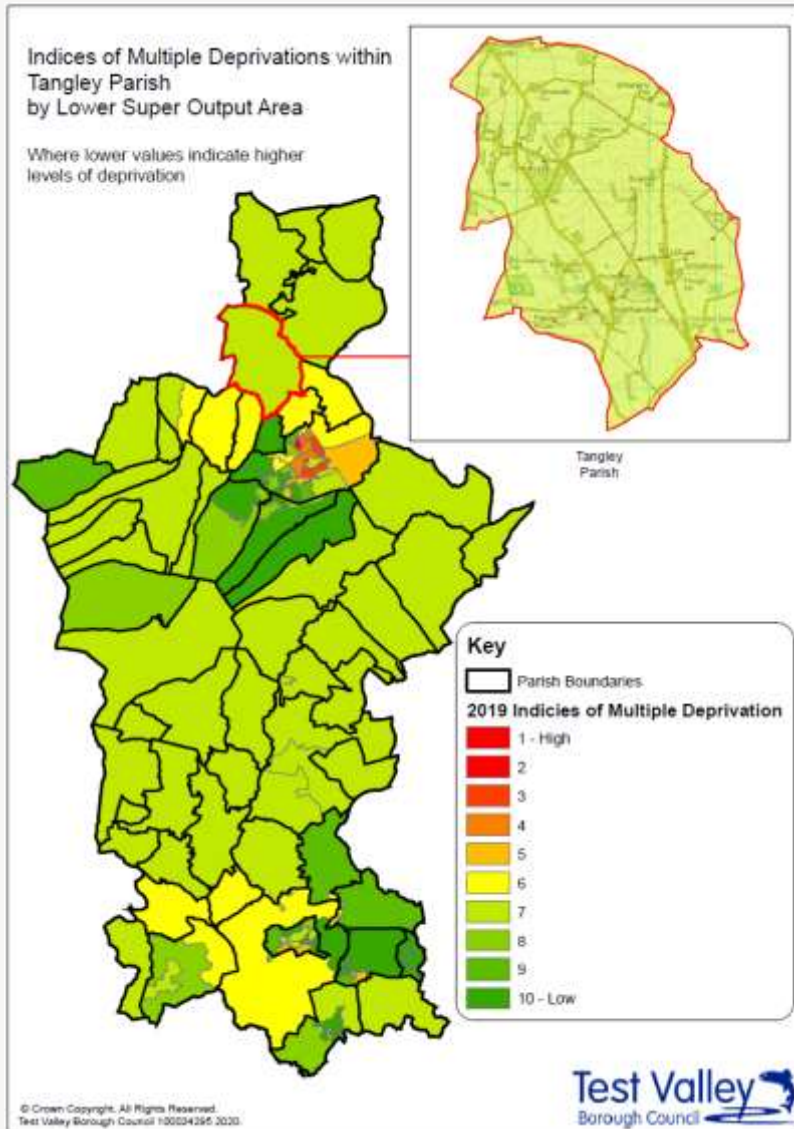 Indices of Multiple Deprivations within
Tangley Parish
by Lower Super Output Area
Where lower values indicate higher
levels of deprivation
Tangley
Parish
Key
Parish Boundaries
2019 Indicies of Multiple Deprivation
1 - High
2
3
4
5
6
7
8
9
10 - Low
© Crown Copyright. All Rights Reserved.
Test Valley Borough Council 100024295 2020.
Test Valley
Borough Council